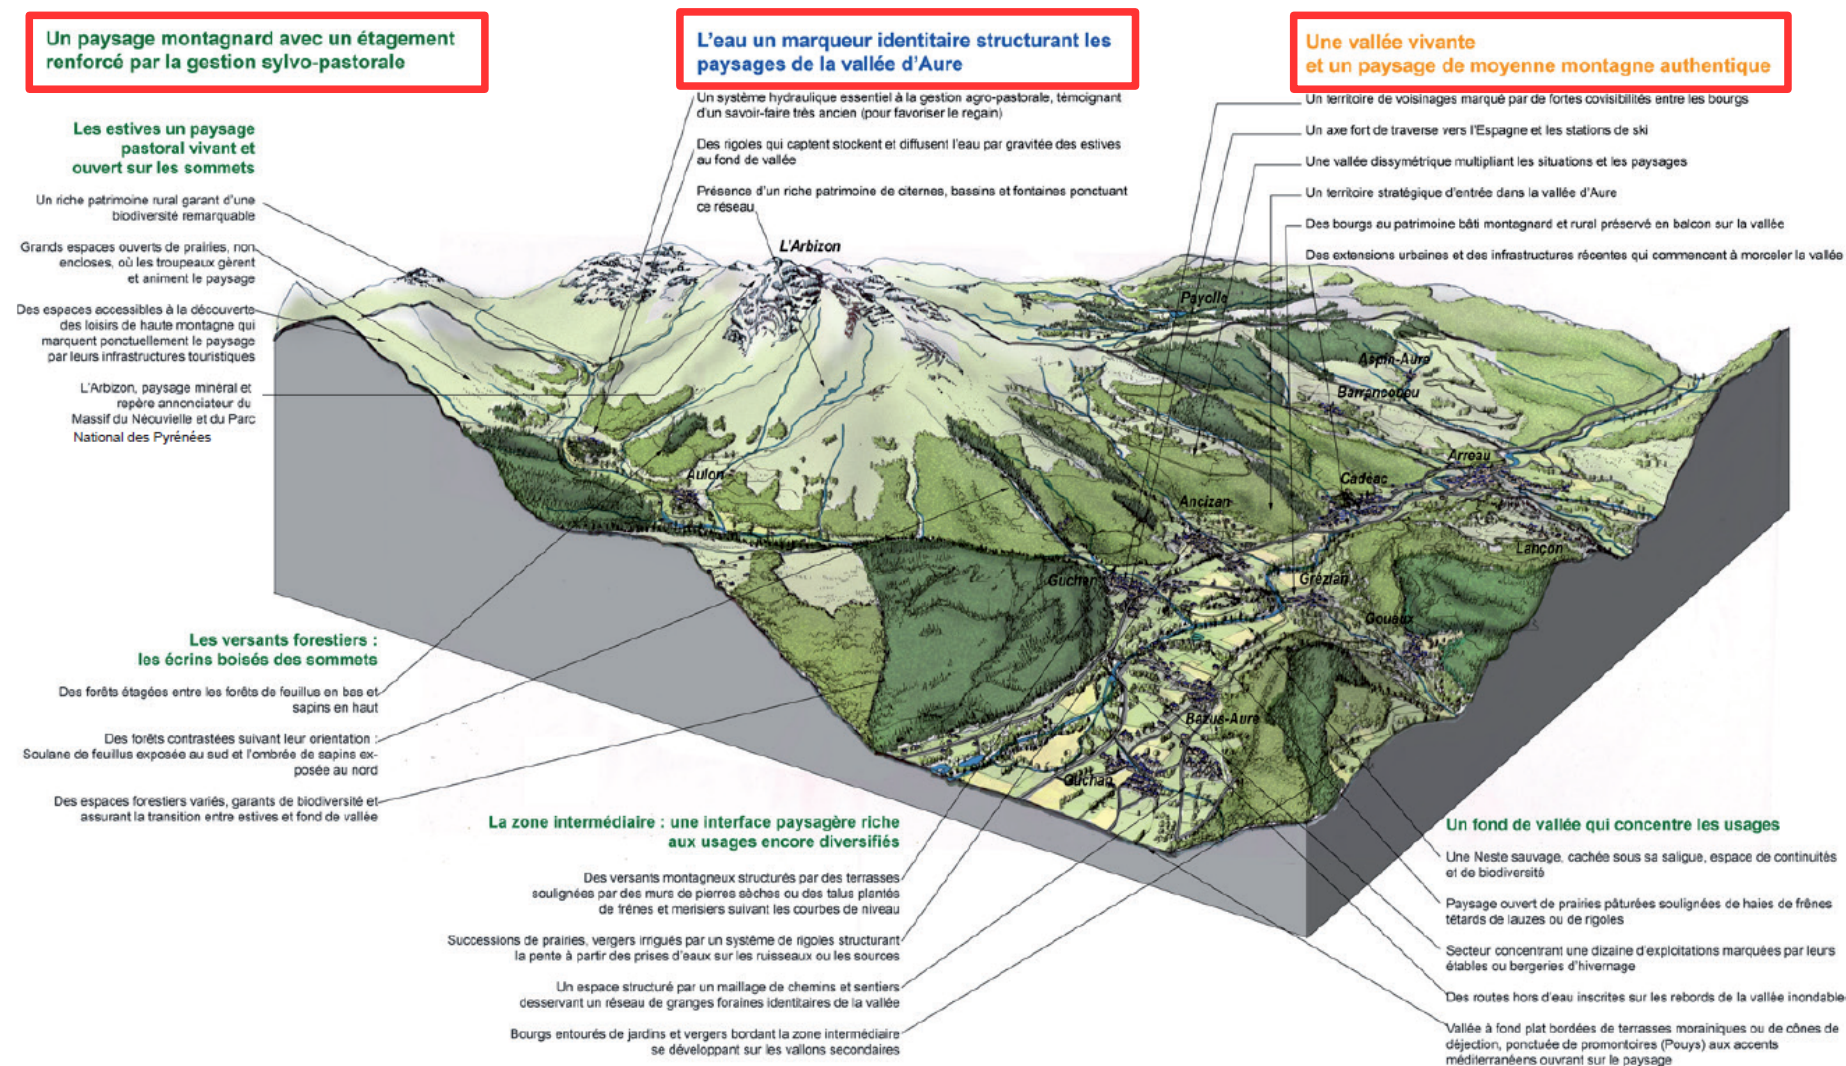 Un paysage montagnard avec un étagement
renforcé par la gestion sylvo-pastorale
Les estives un paysage
pastoral vivant et
ouvert sur les sommets
Un riche patrimoine rural garant d'une
biodiversité remarquable
Grands espaces ouverts de prairies, non
encloses, où les troupeaux gèrent
et animent le paysage
Des espaces accessibles à la découverte
des loisirs de haute montagne qui
marquent ponctuellement le paysage
par leurs infrastructures touristiques
L'Arbizon, paysage minéral et
repère annonciateur du
Massif du Néouvielle et du Parc
National des Pyrénées
L'eau un marqueur identitaire structurant les
paysages de la vallée d'Aure
Un système hydraulique essentiel à la gestion agro-pastorale, témoignant
d'un savoir-faire très ancien (pour favoriser le regain)
Des rigoles qui captent stockent et diffusent l'eau par gravitée des estives
au fond de vallée
Présence d'un riche patrimoine de citernes, bassins et fontaines ponctuant
ce réseau
Une vallée vivante
et un paysage de moyenne montagne authentique
Un territoire de voisinages marqué par de fortes covisibilités entre les bourgs
Un axe fort de traverse vers l'Espagne et les stations de ski
Une vallée dissymétrique multipliant les situations et les paysages
Un territoire stratégique d'entrée dans la vallée d'Aure
Des bourgs au patrimoine bâti montagnard et rural préservé en balcon sur la vallée
Des extensions urbaines et des infrastructures récentes qui commencent à morceler la vallée
L'Arbizon
Payolle
Aspin-Aure
Barrancoueu
Arreau
Cadéac
Aulon
Ancizan
Lançon
Guchen
Grézian
Gouaux
Bazus-Aure
Guchan
Les versants forestiers :
les écrins boisés des sommets
Des forêts étagées entre les forêts de feuillus en bas et
sapins en haut
Des forêts contrastées suivant leur orientation :
Soulane de feuillus exposée au sud et l'ombrée de sapins ex-
posée au nord
Des espaces forestiers variés, garants de biodiversité et
assurant la transition entre estives et fond de vallée
La zone intermédiaire : une interface paysagère riche
aux usages encore diversifiés
Des versants montagneux structurés par des terrasses
soulignées par des murs de pierres sèches ou des talus plantés
de frênes et merisiers suivant les courbes de niveau
Successions de prairies, vergers irrigués par un système de rigoles structurant
la pente à partir des prises d'eaux sur les ruisseaux ou les sources
Un espace structuré par un maillage de chemins et sentiers
desservant un réseau de granges foraines identitaires de la vallée
Bourgs entourés de jardins et vergers bordant la zone intermédiaire
se développant sur les vallons secondaires
Un fond de vallée qui concentre les usages
Une Neste sauvage, cachée sous sa saligue, espace de continuités
et de biodiversité
Paysage ouvert de prairies pâturées soulignées de haies de frênes
têtards de lauzes ou de rigoles
Secteur concentrant une dizaine d'exploitations marquées par leurs
étables ou bergeries d'hivernage
Des routes hors d'eau inscrites sur les rebords de la vallée inondable
Vallée à fond plat bordées de terrasses morainiques ou de cônes de
déjection, ponctuée de promontoires (Pouys) aux accents
méditerranéens ouvrant sur le paysage